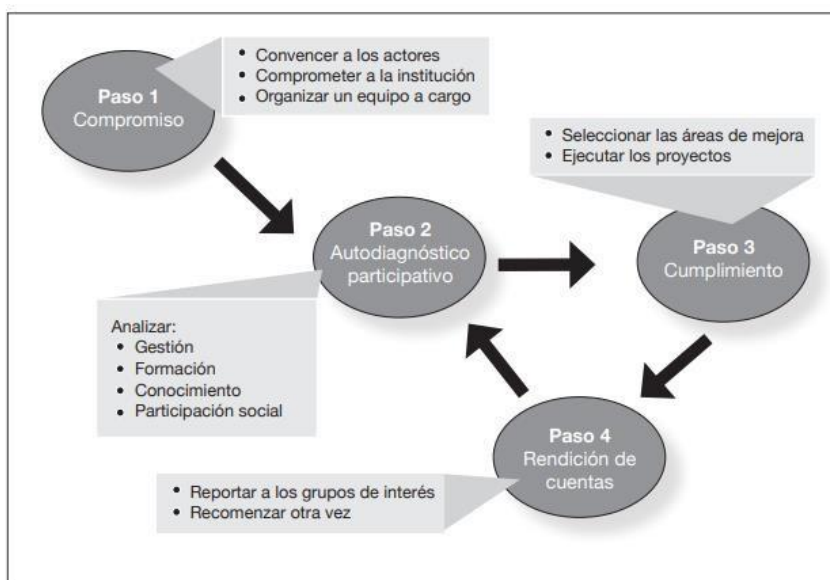 Paso 1
Compromiso
• Convencer a los actores
• Comprometer a la institución
• Organizar un equipo a cargo
Paso 2
Autodiagnóstico
participativo
Analizar:
• Gestión
• Formación
• Conocimiento
• Participación social
• Seleccionar las áreas de mejora
• Ejecutar los proyectos
Paso 3
Cumplimiento
Paso 4
Rendición de
cuentas
• Reportar a los grupos de interés
• Recomenzar otra vez